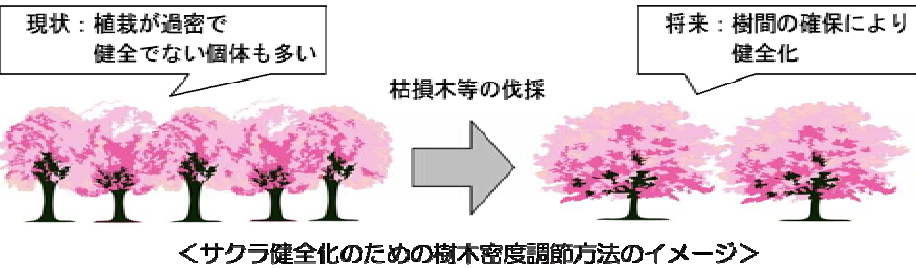 現状：植栽が過密で
健全でない個体も多い
将来：樹間の確保により
健全化
枯損木等の伐採
＜サクラ健全化のための樹木密度調節方法のイメージ＞